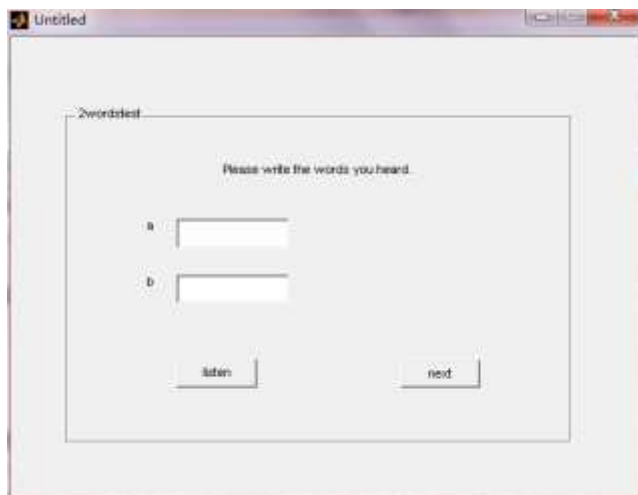 Untitled
2wordstest
Please write the words you heard.
a
b
listen
next